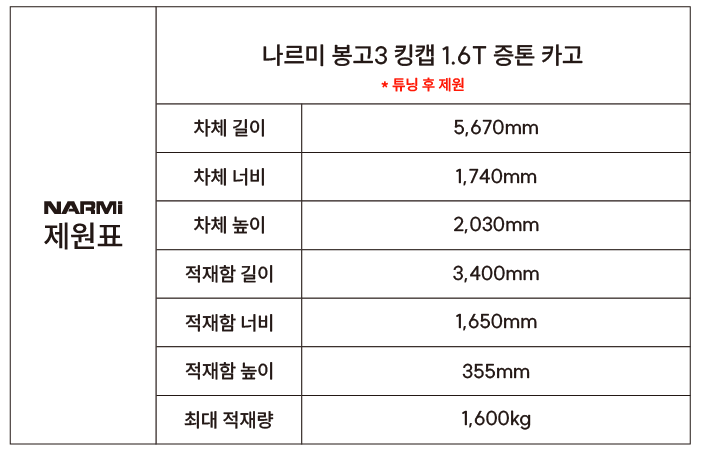 나르미 봉고3 킹캡 1.6T 증톤 카고
* 튜닝 후 제원
NARMi
제원표
차체 길이 5,670mm
차체 너비 1,740mm
차체 높이 2,030mm
적재함 길이 3,400mm
적재함 너비 1,650mm
적재함 높이 355mm
최대 적재량 1,600kg